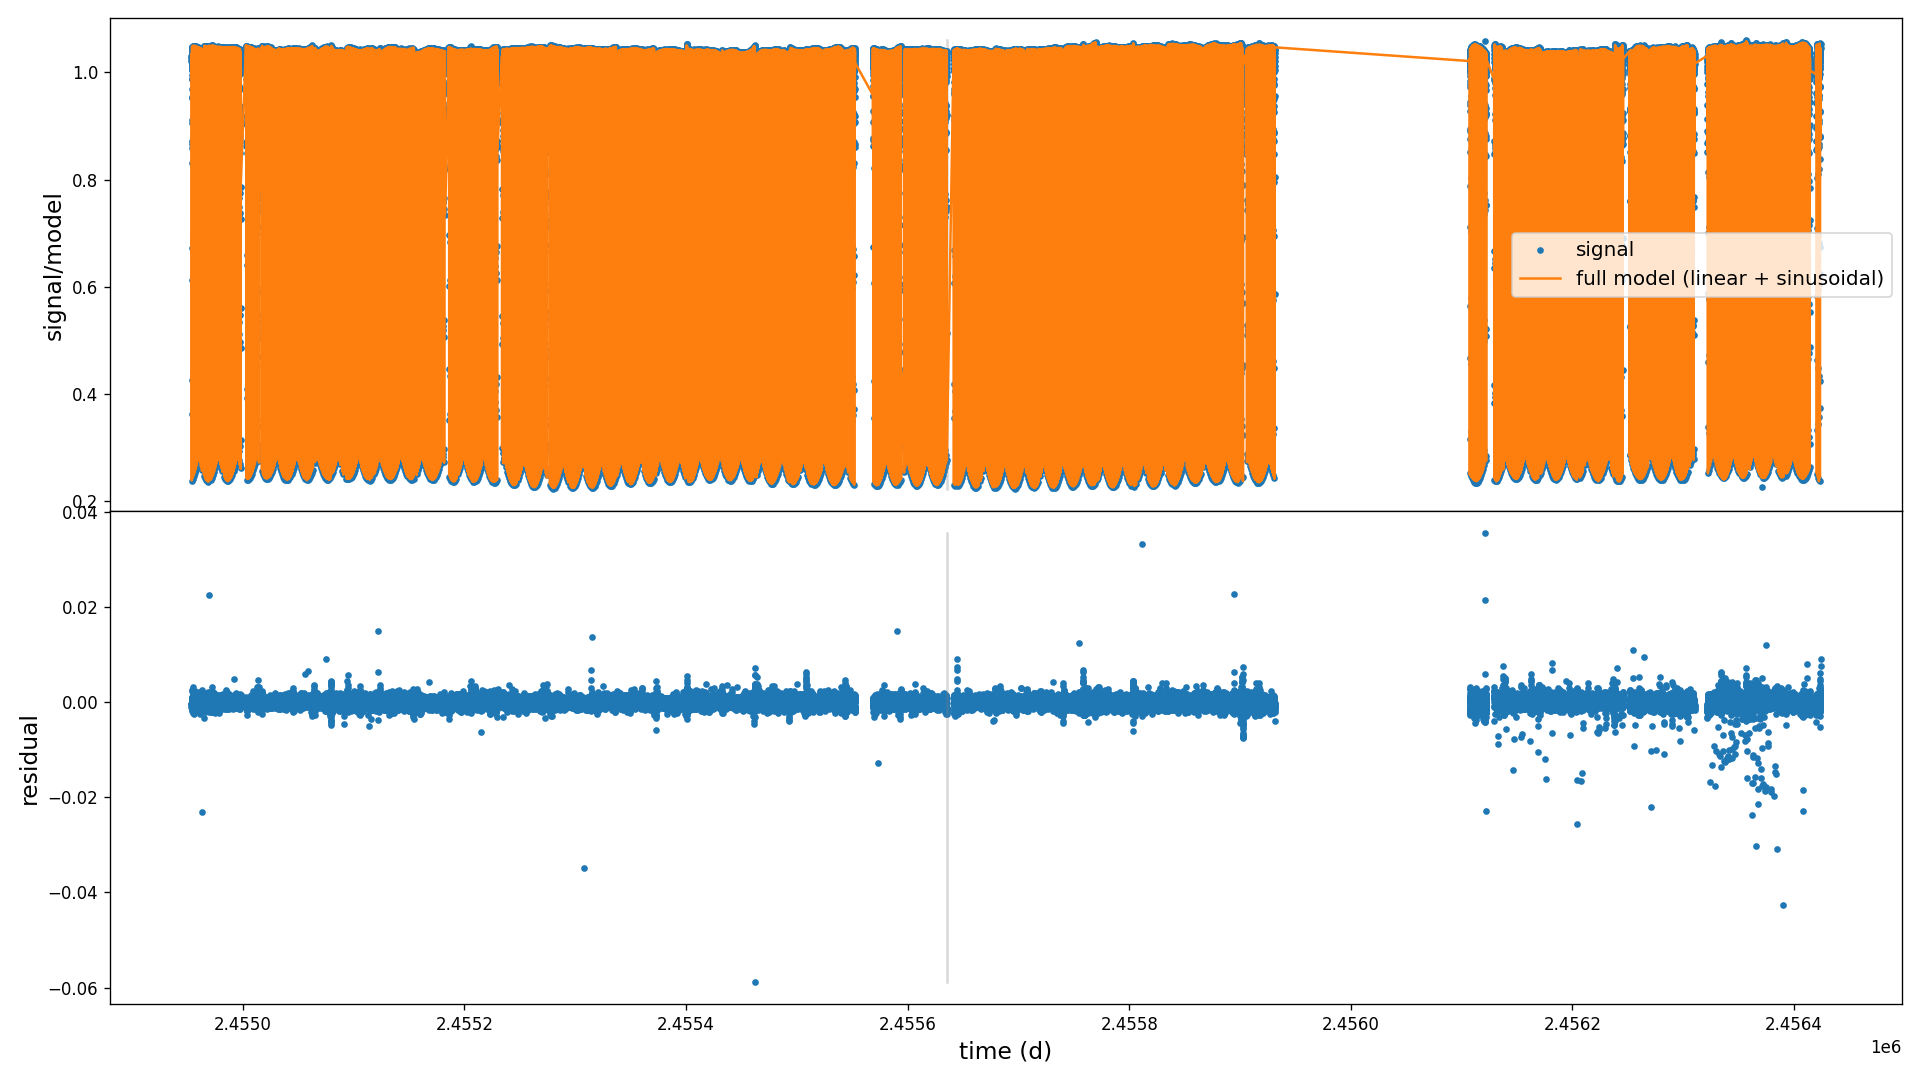 1.0
0.8
0.6
0.4
0.2
signal/model
signal
full model (linear + sinusoidal)
0.04
0.02
0.00
−0.02
−0.04
−0.06
residual
2.4550 2.4552 2.4554 2.4556 2.4558 2.4560 2.4562 2.4564
time (d)
1e6